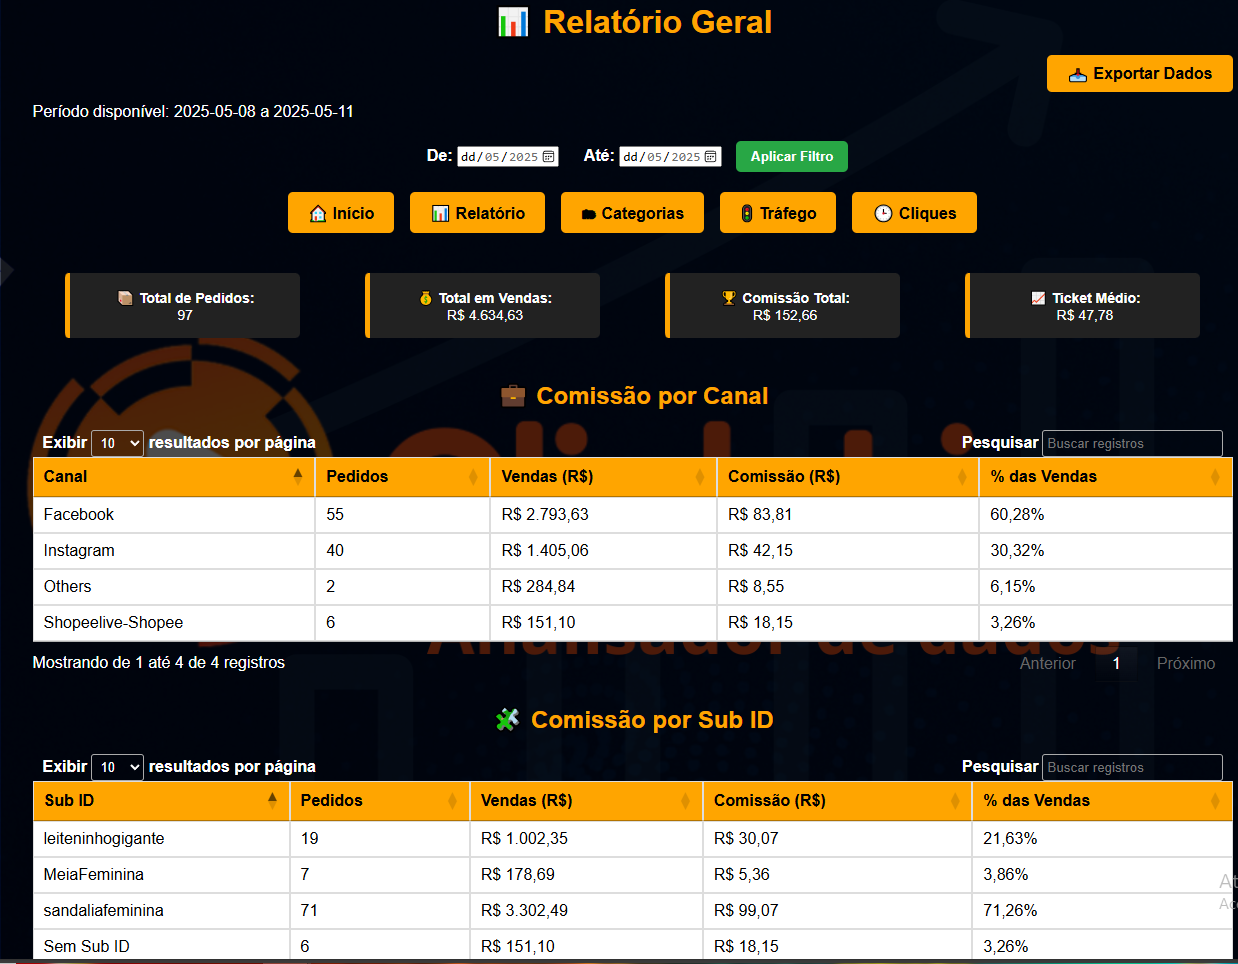 Relatório Geral
Exportar Dados
Período disponível: 2025-05-08 a 2025-05-11
De: dd/05/2025 Até: dd/05/2025 Aplicar Filtro
Início Relatório Categorias Tráfego Cliques
Total de Pedidos: Total em Vendas: Comissão Total: Ticket Médio:
97 R$ 4.634,63 R$ 152,66 R$ 47,78
Comissão por Canal
Exibir 10 resultados por página Pesquisar Buscar registros
Canal Pedidos Vendas (R$) Comissão (R$) % das Vendas
Facebook 55 R$ 2.793,63 R$ 83,81 60,28%
Instagram 40 R$ 1.405,06 R$ 42,15 30,32%
Others 2 R$ 284,84 R$ 8,55 6,15%
Shopeelive-Shopee 6 R$ 151,10 R$ 18,15 3,26%
Analisador de dados
Mostrando de 1 até 4 de 4 registros Anterior 1 Próximo
Comissão por Sub ID
Exibir 10 resultados por página Pesquisar Buscar registros
Sub ID Pedidos Vendas (R$) Comissão (R$) % das Vendas
leiteninhogigante 19 R$ 1.002,35 R$ 30,07 21,63%
MeiaFeminina 7 R$ 178,69 R$ 5,36 3,86%
sandaliafeminina 71 R$ 3.302,49 R$ 99,07 71,26%
Sem Sub ID 6 R$ 151,10 R$ 18,15 3,26%